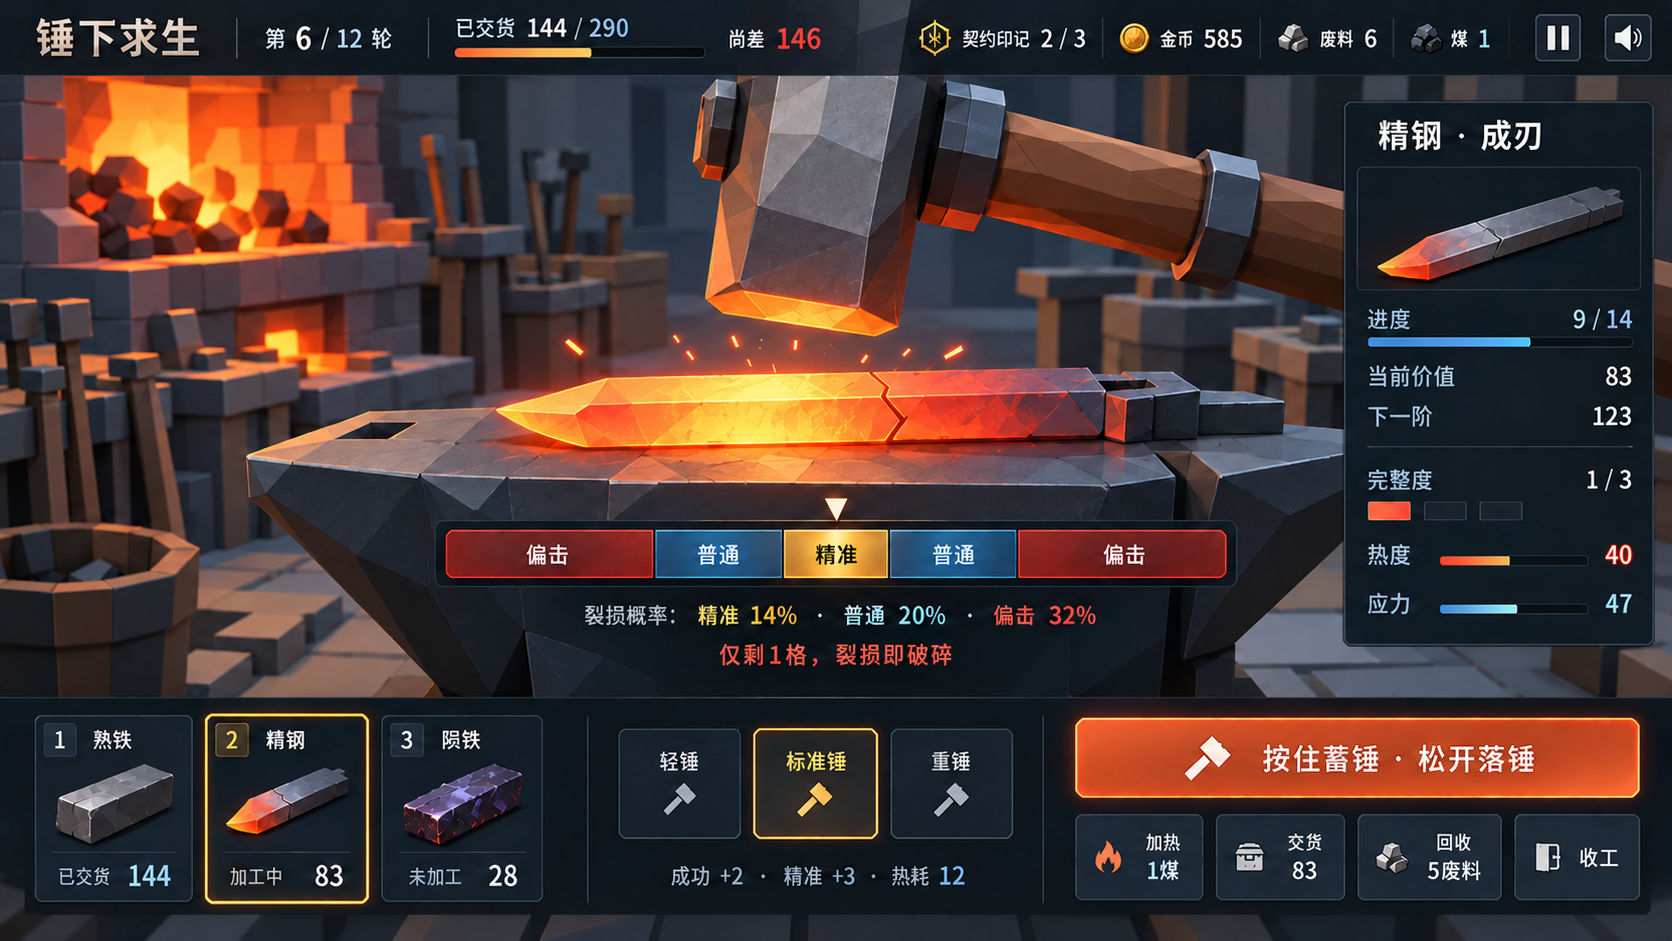 锤下求生
第 6 / 12 轮
已交货 144 / 290
尚差 146
契约印记 2 / 3
金币 585
废料 6
煤 1
精钢 · 成刃
进度 9 / 14
当前价值 83
下一阶 123
完整度 1 / 3
热度 40
应力 47
偏击 普通 精准 普通 偏击
裂损概率： 精准 14% · 普通 20% · 偏击 32%
仅剩1格，裂损即破碎
1 熟铁
已交货 144
2 精钢
加工中 83
3 陨铁
未加工 28
轻锤
标准锤
重锤
成功 +2 · 精准 +3 · 热耗 12
按住蓄锤 · 松开落锤
加热
1煤
交货
83
回收
5废料
收工